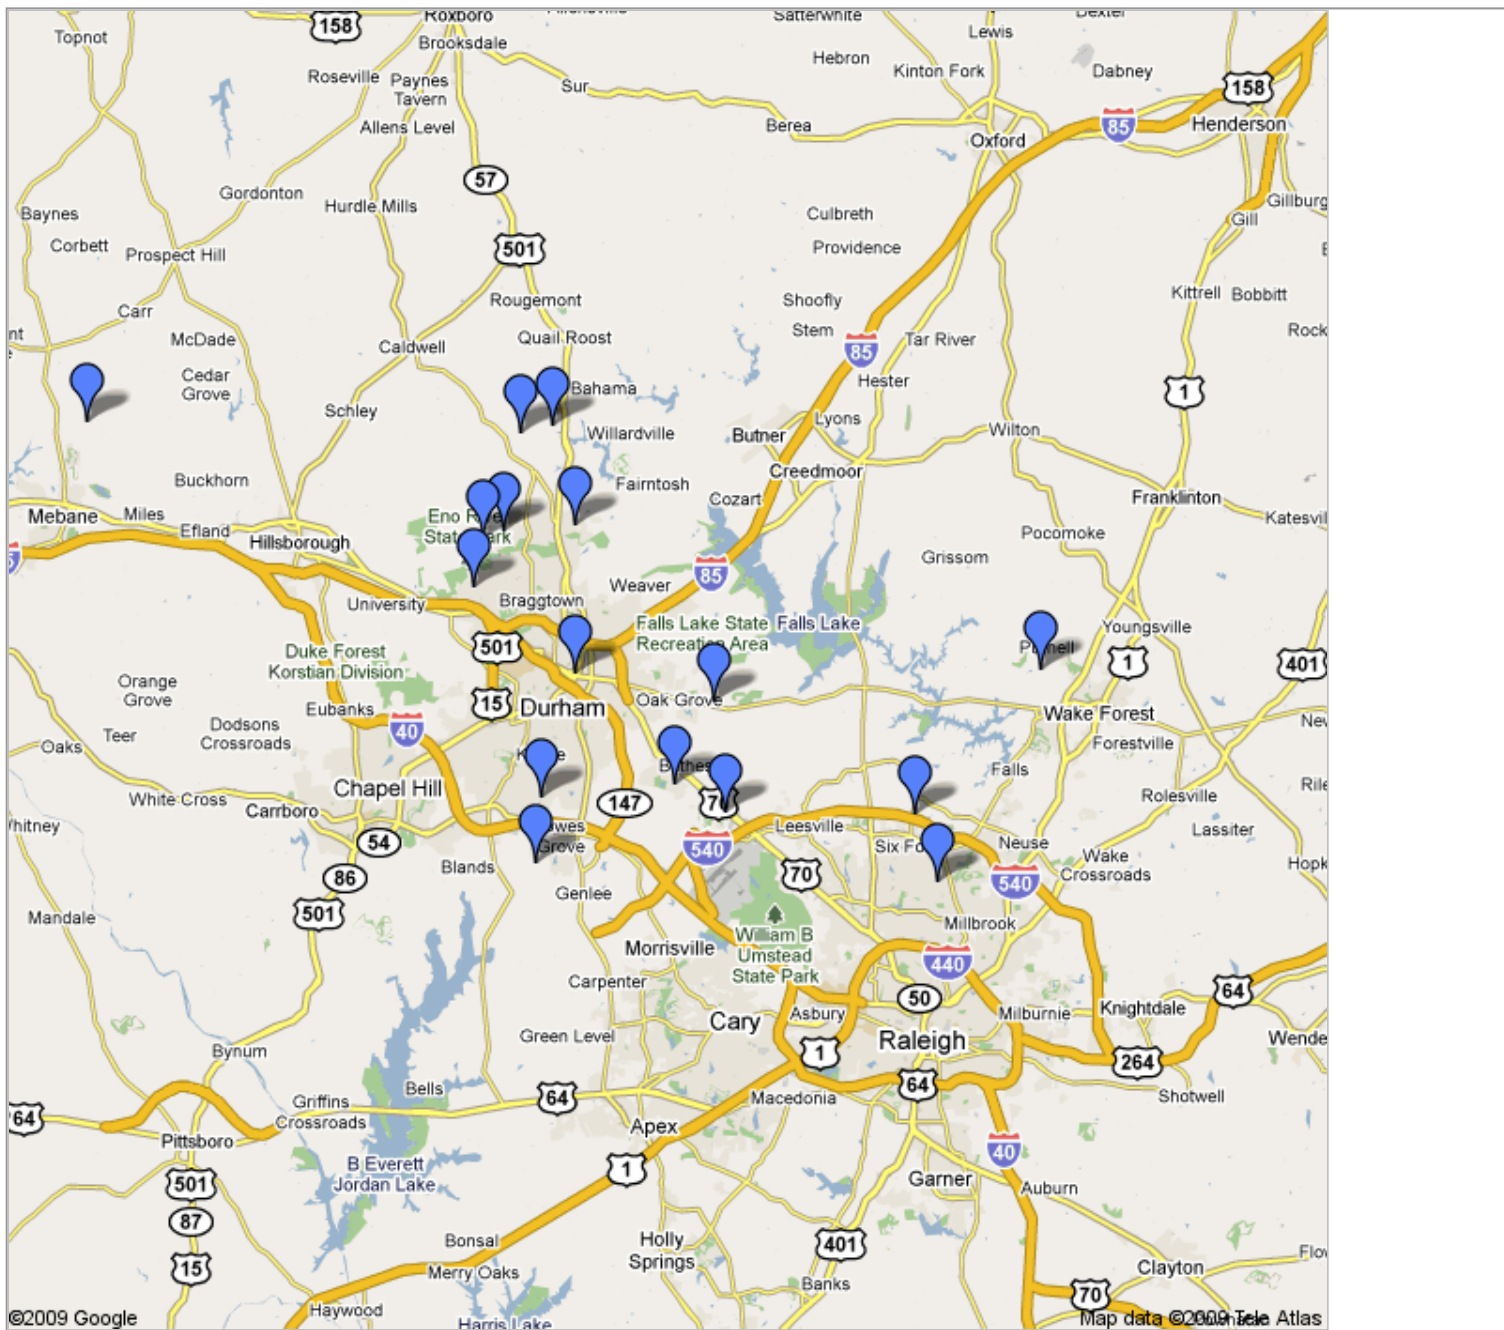 158
Roxboro
Satterwhite
Topnot
Brooksdale
Lewis
Hebron
Kinton Fork
Dabney
Roseville
Paynes
Tavern
Sur
158
Allens Level
Berea
85
Henderson
Oxford
57
Gordonton
Hurdle Mills
Baynes
Culbreth
Gillburg
Gill
Corbett
Prospect Hill
501
Providence
Rougemont
Shoofly
Kittrell
Bobbitt
Carr
McDade
Quail Roost
Stem
Tar River
Rock
Caldwell
85
Cedar
Grove
Bahama
Hester
1
Schley
Willardville
Butner
Lyons
Wilton
Buckhorn
Fairntosh
Creedmoor
Cozart
Franklinton
Mebane
Miles
Efland
Hillsborough
Pocomoke
Grissom
Weaver
85
University
Braggtown
Falls Lake State
Recreation Area
Falls Lake
Youngsville
501
Duke Forest
Korstian Division
1
401
Orange
Grove
15
Durham
Oak Grove
Eubanks
Wake Forest
Dodsons
Crossroads
Teer
Oaks
40
Forestville
Falls
Chapel Hill
White Cross
Carrboro
147
70
Rolesville
Leesville
Lassiter
54
Blands
540
Neuse
Wake
Crossroads
86
70
540
Genlee
501
Mandale
Millbrook
William B
Umstead
State Park
Morrisville
440
Carpenter
50
64
Green Level
Cary
Asbury
Milburnie
Knightdale
Raleigh
Bynum
1
264
Bells
64
64
Griffins
Crossroads
Macedonia
Shotwell
Apex
Pittsboro
40
B Everett
Jordan Lake
1
501
Garner
Auburn
87
15
Bonsal
Holly
Springs
401
Merry Oaks
Clayton
Banks
70
Haywood
Harris Lake
©2009 Google
Map data ©2009 Tele Atlas